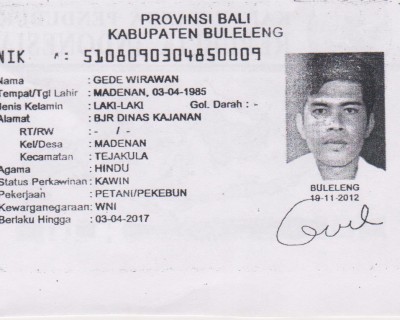 PROVINSI BALI
KABUPATEN BULELENG
NIK : 5108090304850009
Nama : GEDE WIRAWAN
Tempat/Tgl Lahir : MADENAN, 03-04-1985
Jenis Kelamin : LAKI-LAKI Gol. Darah : -
Alamat : BJR DINAS KAJANAN
RT/RW : - / -
Kel/Desa : MADENAN
Kecamatan : TEJAKULA
Agama : HINDU
Status Perkawinan : KAWIN
Pekerjaan : PETANI/PEKEBUN
Kewarganegaraan : WNI
Berlaku Hingga : 03-04-2017
BULELENG
19-11-2012